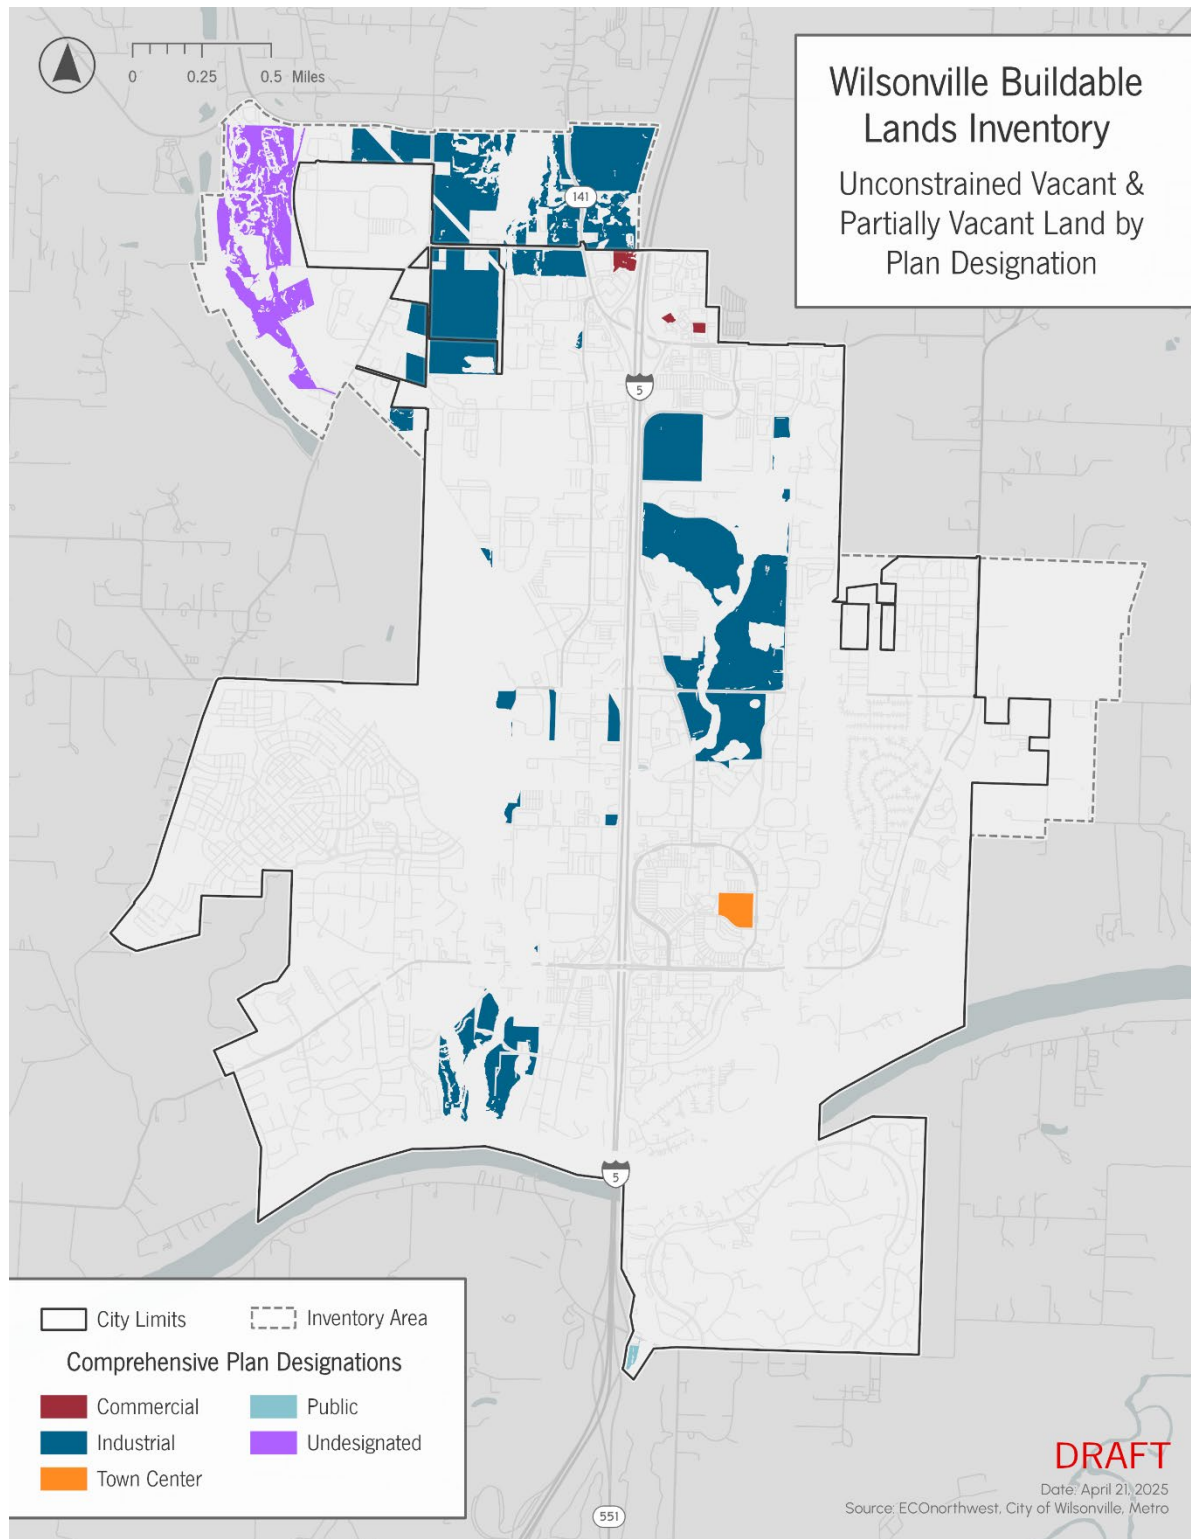 0 0.25 0.5 Miles
Wilsonville Buildable
Lands Inventory
Unconstrained Vacant &
Partially Vacant Land by
Plan Designation
141
5
5
City Limits
Inventory Area
Comprehensive Plan Designations
Commercial
Public
Industrial
Undesignated
Town Center
DRAFT
Date: April 21, 2025
Source: ECOnorthwest, City of Wilsonville, Metro
551